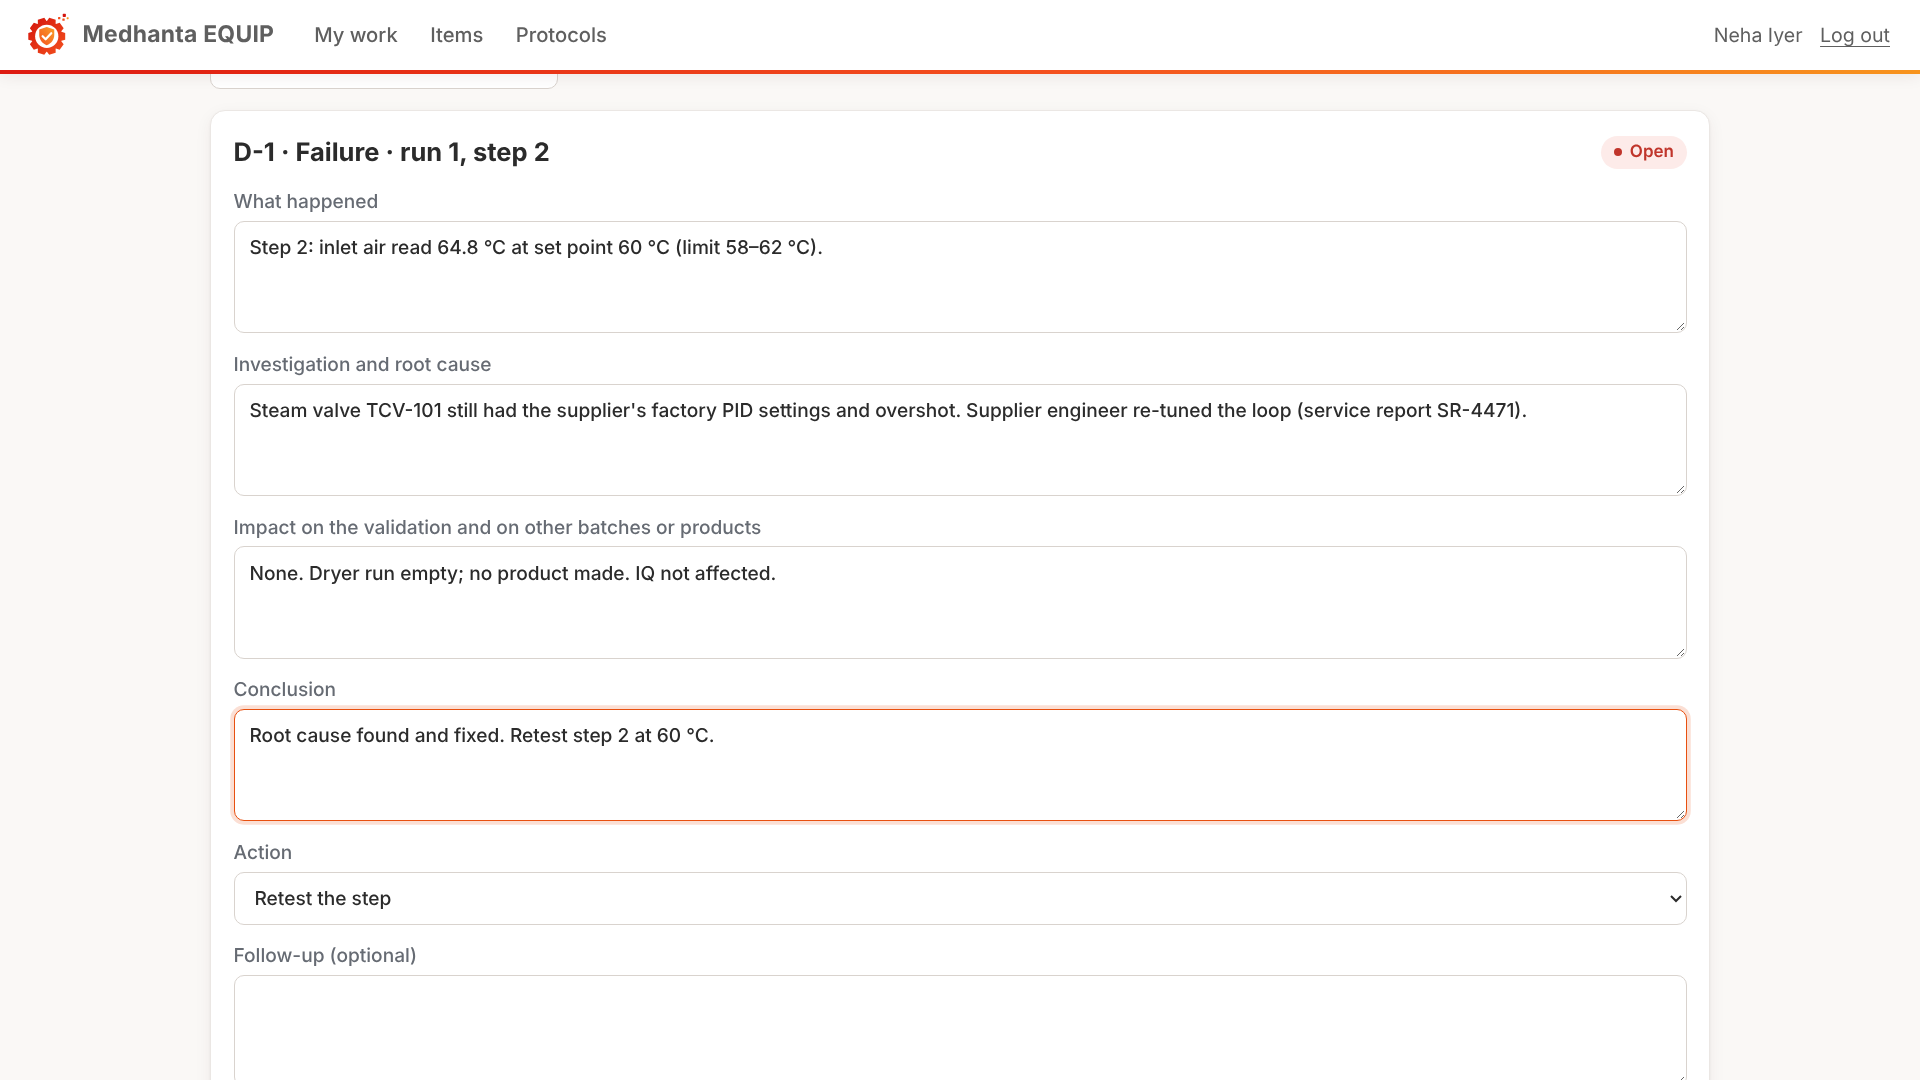 Medhanta EQUIP My work Items Protocols Neha Iyer Log out
D-1 · Failure · run 1, step 2 Open
What happened
Step 2: inlet air read 64.8 °C at set point 60 °C (limit 58–62 °C).
Investigation and root cause
Steam valve TCV-101 still had the supplier's factory PID settings and overshot. Supplier engineer re-tuned the loop (service report SR-4471).
Impact on the validation and on other batches or products
None. Dryer run empty; no product made. IQ not affected.
Conclusion
Root cause found and fixed. Retest step 2 at 60 °C.
Action
Retest the step
Follow-up (optional)